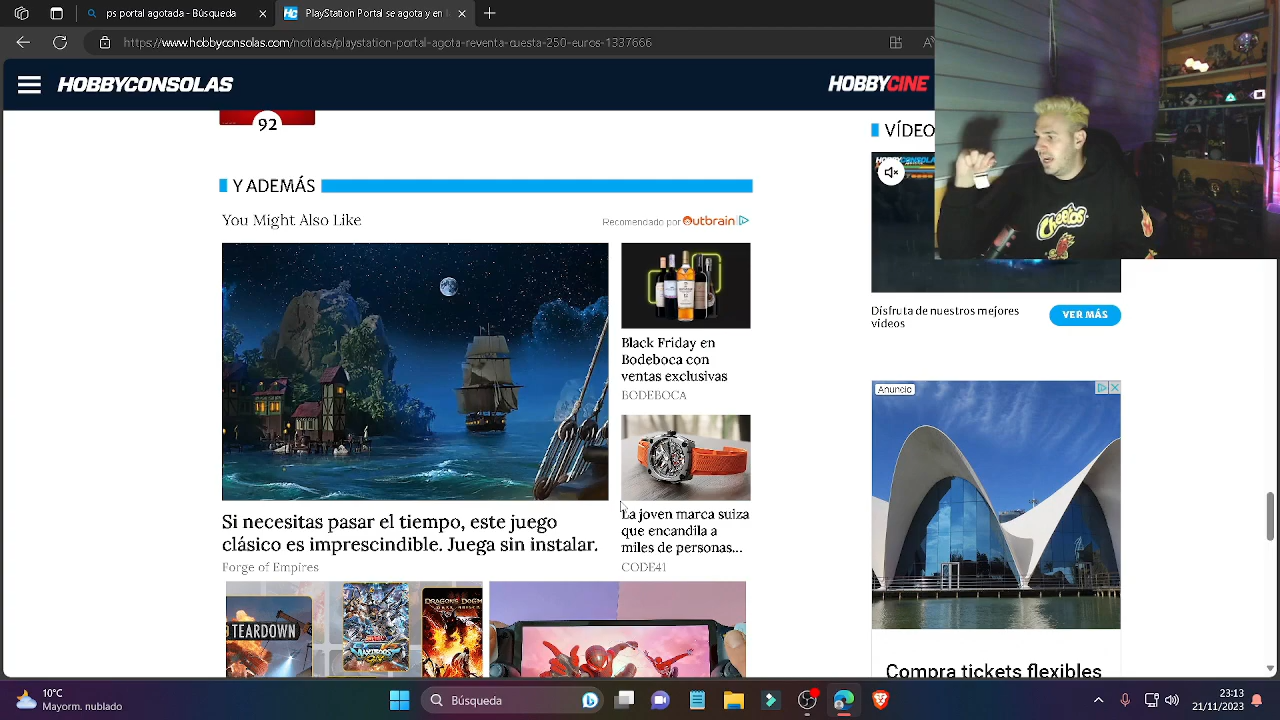 ps portal agotado - Búsqueda
PlayStation Portal se agota y en l
https://www.hobbyconsolas.com/noticias/playstation-portal-agota-reventa-cuesta-250-euros-1337666
HOBBYCONSOLAS
HOBBYCINE
92
Y ADEMÁS
You Might Also Like
Recomendado por Outbrain
Si necesitas pasar el tiempo, este juego
clásico es imprescindible. Juega sin instalar.
Forge of Empires
Black Friday en
Bodeboca con
ventas exclusivas
BODEBOCA
La joven marca suiza
que encandila a
miles de personas...
CODE41
TEARDOWN
DRAGONS DOGMA
VÍDEO
Disfruta de nuestros mejores
vídeos
VER MÁS
Cheetos
Anuncio
Compra tickets flexibles
10°C
Mayorm. nublado
Búsqueda
23:13
21/11/2023